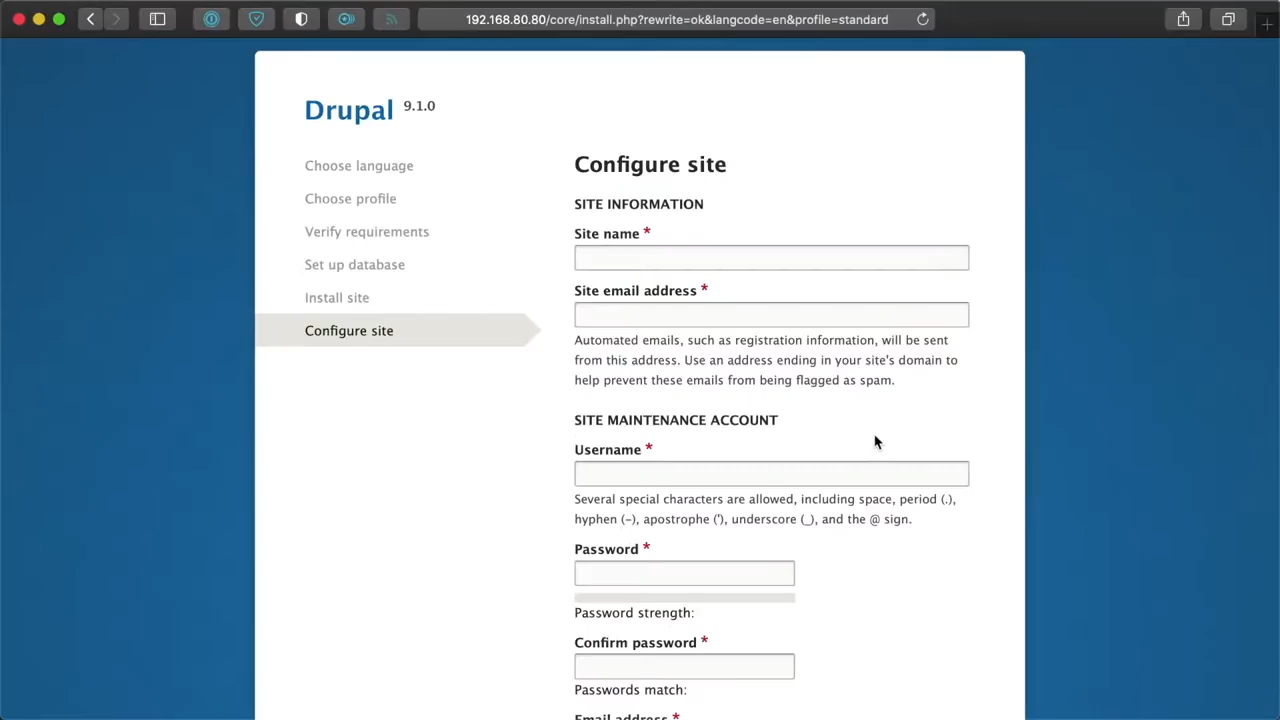 192.168.80.80/core/install.php?rewrite=ok&langcode=en&profile=standard
Drupal 9.1.0
Choose language
Choose profile
Verify requirements
Set up database
Install site
Configure site
Configure site
SITE INFORMATION
Site name *
Site email address *
Automated emails, such as registration information, will be sent
from this address. Use an address ending in your site's domain to
help prevent these emails from being flagged as spam.
SITE MAINTENANCE ACCOUNT
Username *
Several special characters are allowed, including space, period (.),
hyphen (-), apostrophe ('), underscore (_), and the @ sign.
Password *
Password strength:
Confirm password *
Passwords match:
Email address *